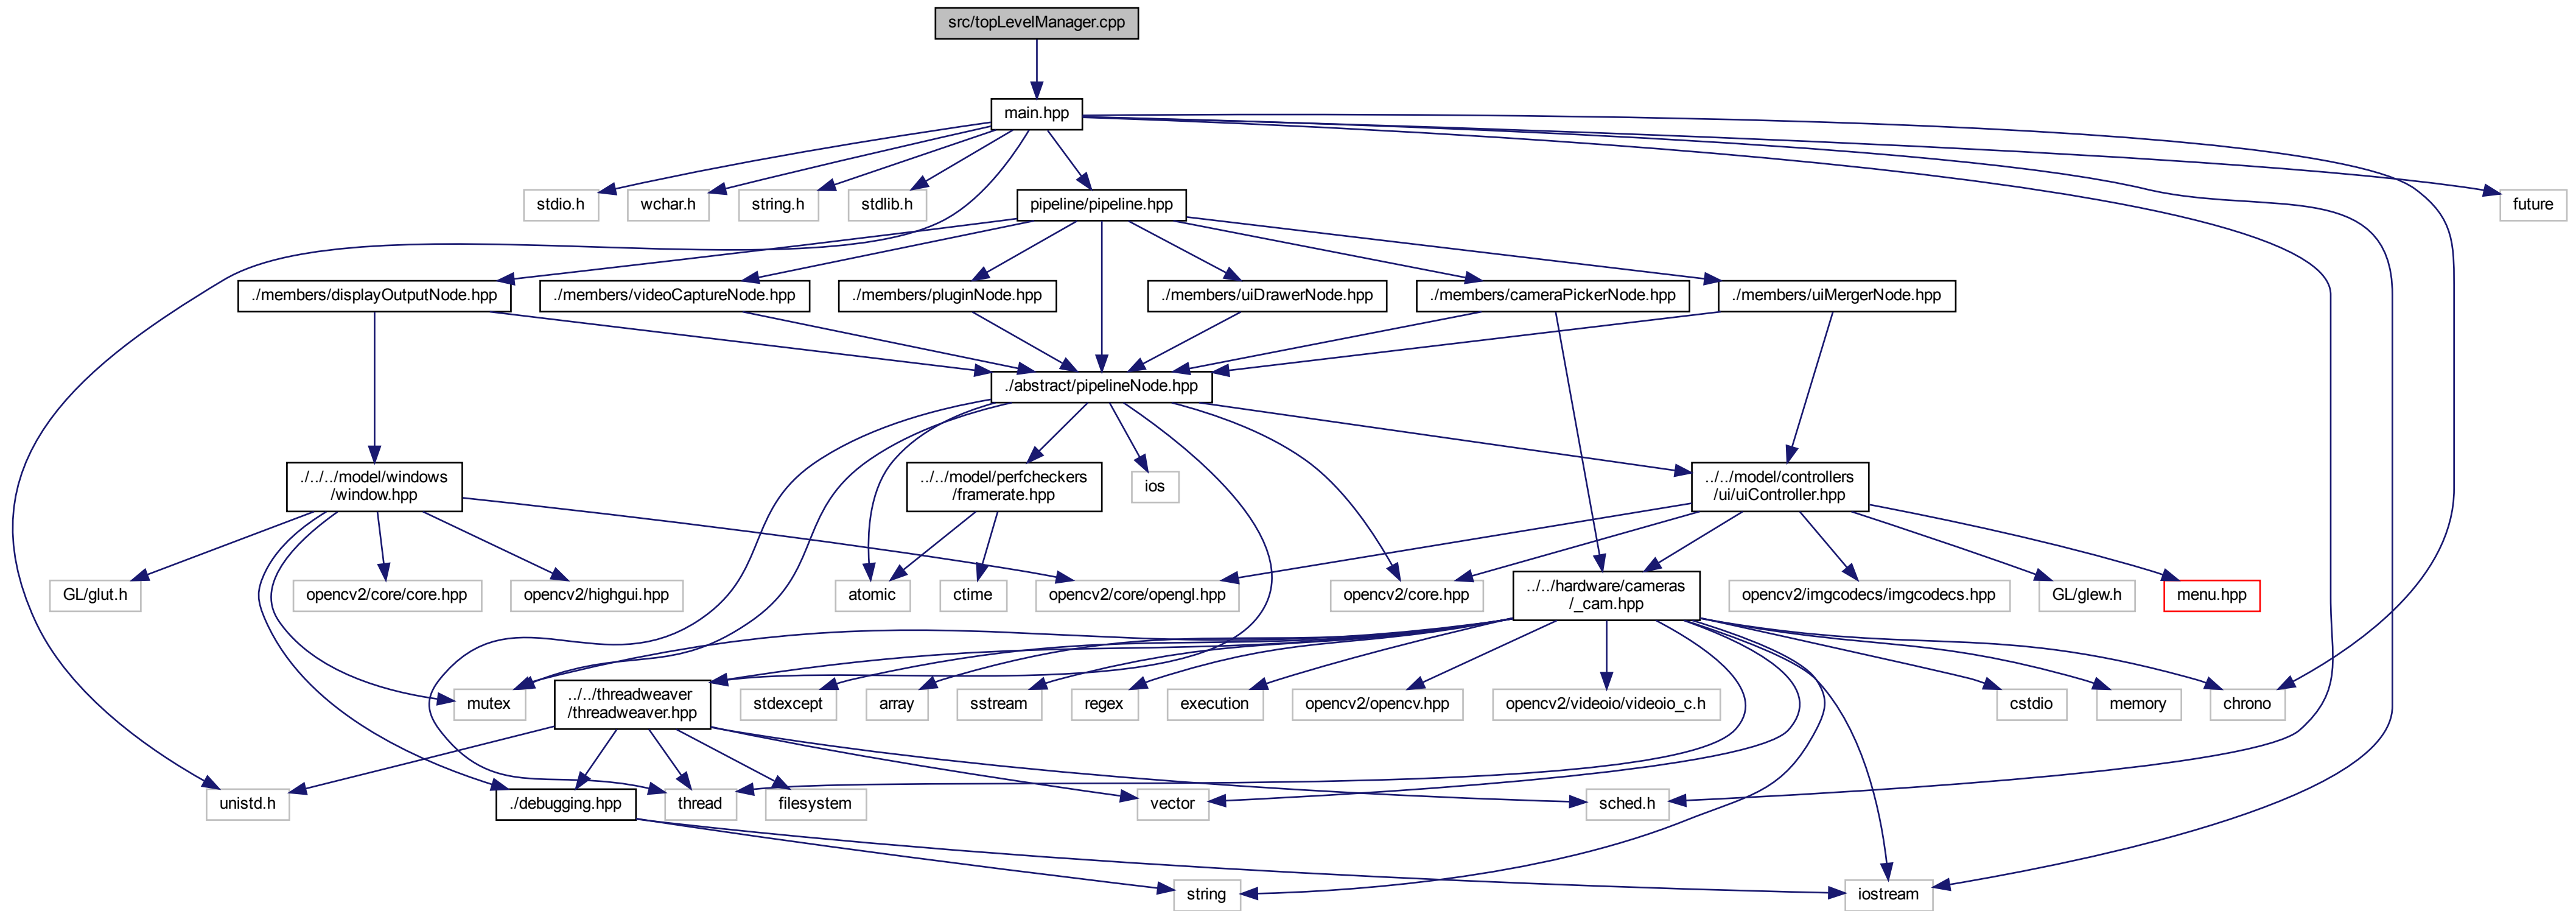 src/topLevelManager.cpp
main.hpp
stdio.h
wchar.h
string.h
stdlib.h
pipeline/pipeline.hpp
future
./members/displayOutputNode.hpp
./members/videoCaptureNode.hpp
./members/pluginNode.hpp
./members/uiDrawerNode.hpp
./members/cameraPickerNode.hpp
./members/uiMergerNode.hpp
./abstract/pipelineNode.hpp
./../../model/windows
/window.hpp
../../model/perfcheckers
/framerate.hpp
ios
../../model/controllers
/ui/uiController.hpp
GL/glut.h
opencv2/core/core.hpp
opencv2/highgui.hpp
atomic
ctime
opencv2/core/opengl.hpp
opencv2/core.hpp
../../hardware/cameras
/_cam.hpp
opencv2/imgcodecs/imgcodecs.hpp
GL/glew.h
menu.hpp
mutex
../../threadweaver
/threadweaver.hpp
stdexcept
array
sstream
regex
execution
opencv2/opencv.hpp
opencv2/videoio/videoio_c.h
cstdio
memory
chrono
unistd.h
./debugging.hpp
thread
filesystem
vector
sched.h
string
iostream